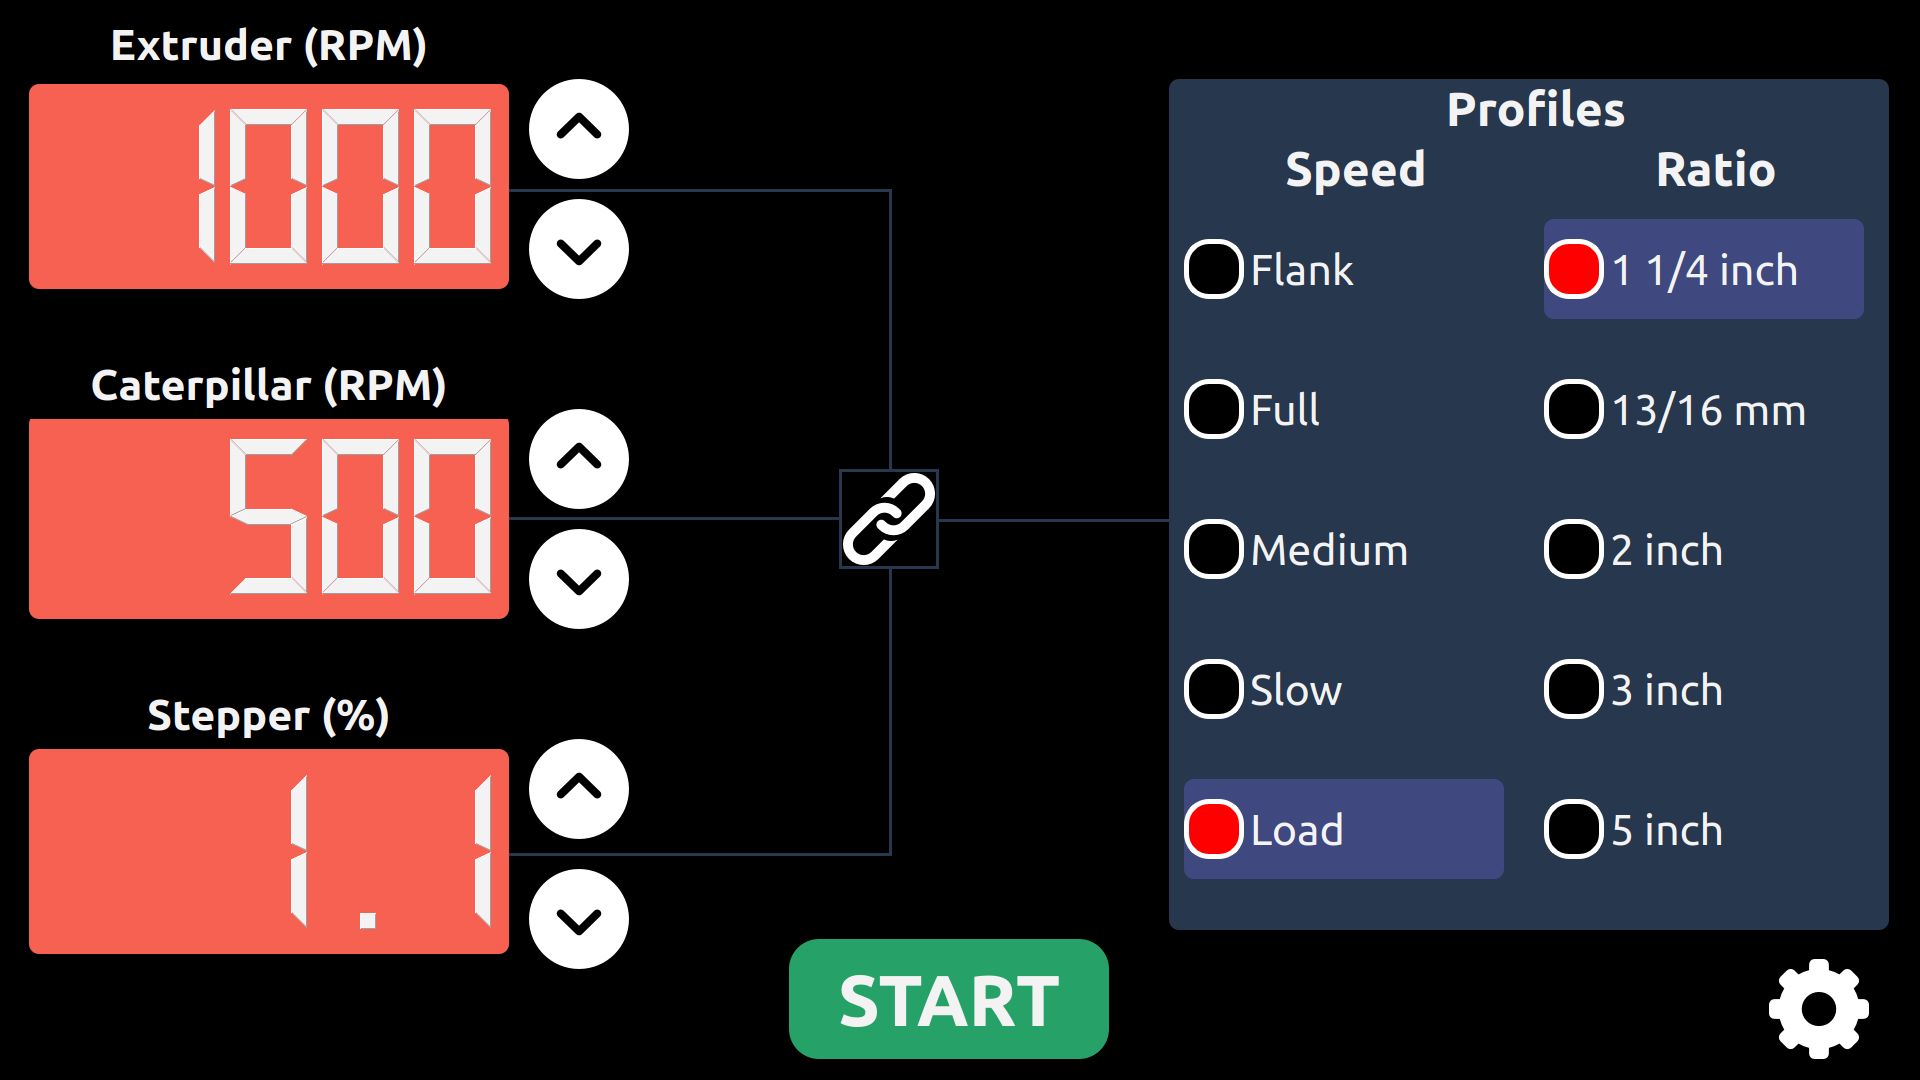 Extruder (RPM)
1000
Caterpillar (RPM)
500
Stepper (%)
1.1
START
Profiles
Speed
Flank
Full
Medium
Slow
Load
Ratio
1 1/4 inch
13/16 mm
2 inch
3 inch
5 inch